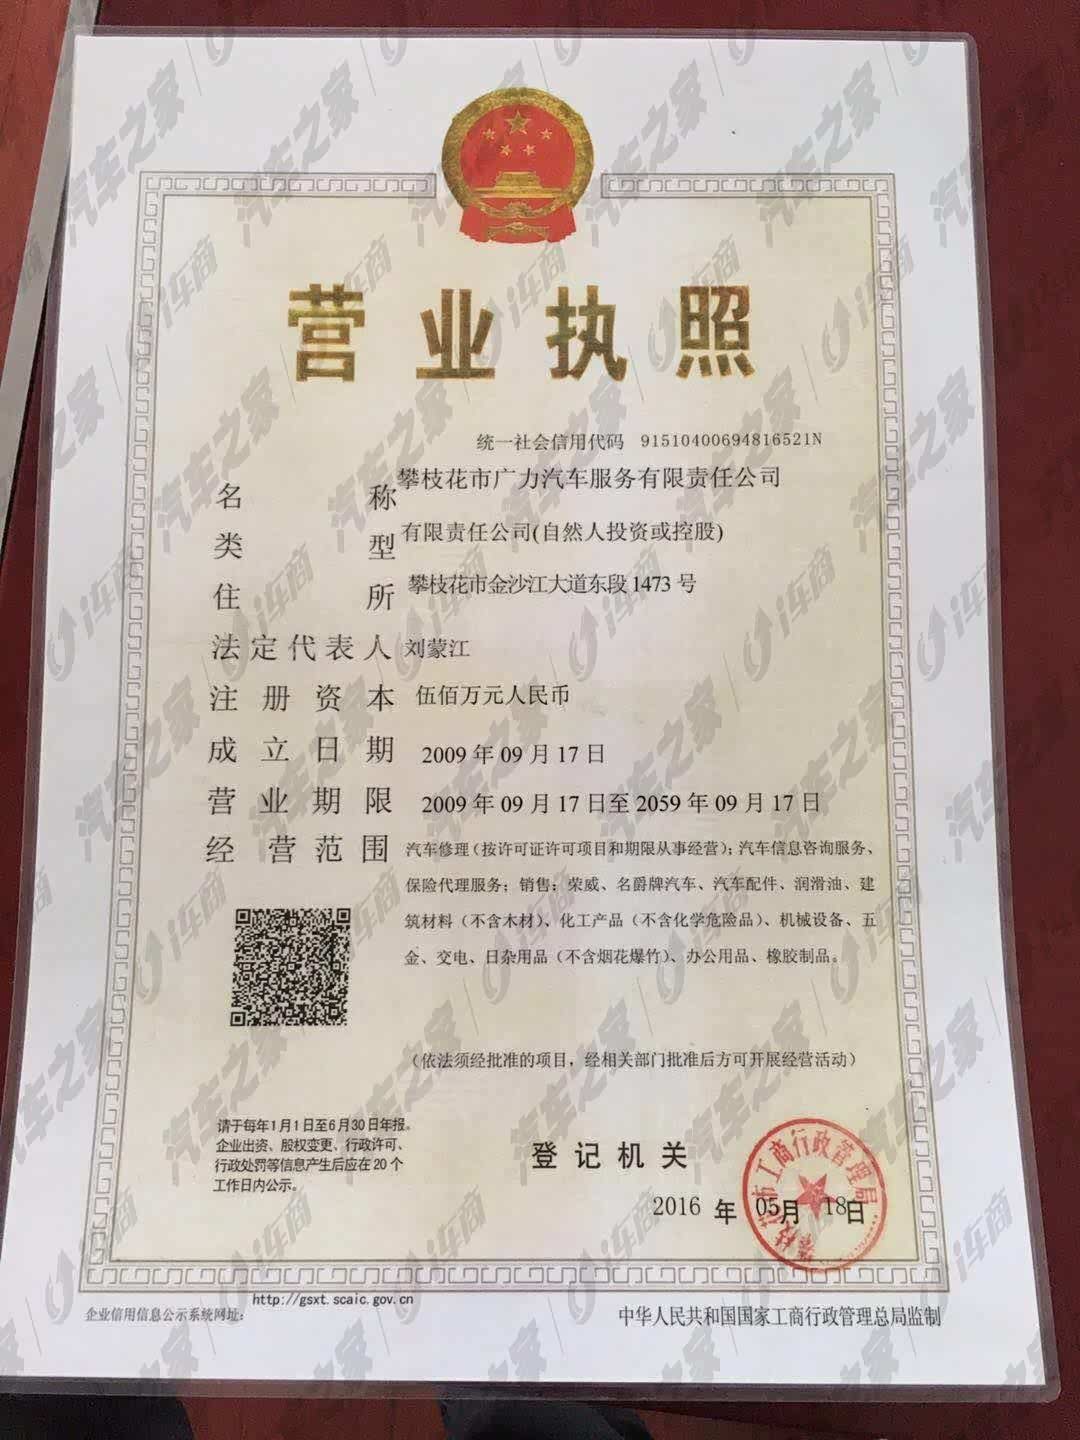 营业执照
统一社会信用代码 91510400694816521N
名称 攀枝花市广力汽车服务有限责任公司
类型 有限责任公司(自然人投资或控股)
住所 攀枝花市金沙江大道东段1473号
法定代表人 刘蒙江
注册资本 伍佰万元人民币
成立日期 2009年09月17日
营业期限 2009年09月17日至2059年09月17日
经营范围 汽车修理(按许可证许可项目和期限从事经营);汽车信息咨询服务、
保险代理服务;销售:荣威、名爵牌汽车、汽车配件、润滑油、建
筑材料(不含木材)、化工产品(不含化学危险品)、机械设备、五
金、交电、日杂用品(不含烟花爆竹)、办公用品、橡胶制品。
(依法须经批准的项目,经相关部门批准后方可开展经营活动)
请于每年1月1日至6月30日年报。
企业出资、股权变更、行政许可、
行政处罚等信息产生后应在20个
工作日内公示。
登记机关
2016年05月18日
攀枝花市工商行政管理局
企业信用信息公示系统网址: http://gsxt.scaic.gov.cn
中华人民共和国国家工商行政管理总局监制
汽车之家 i车商